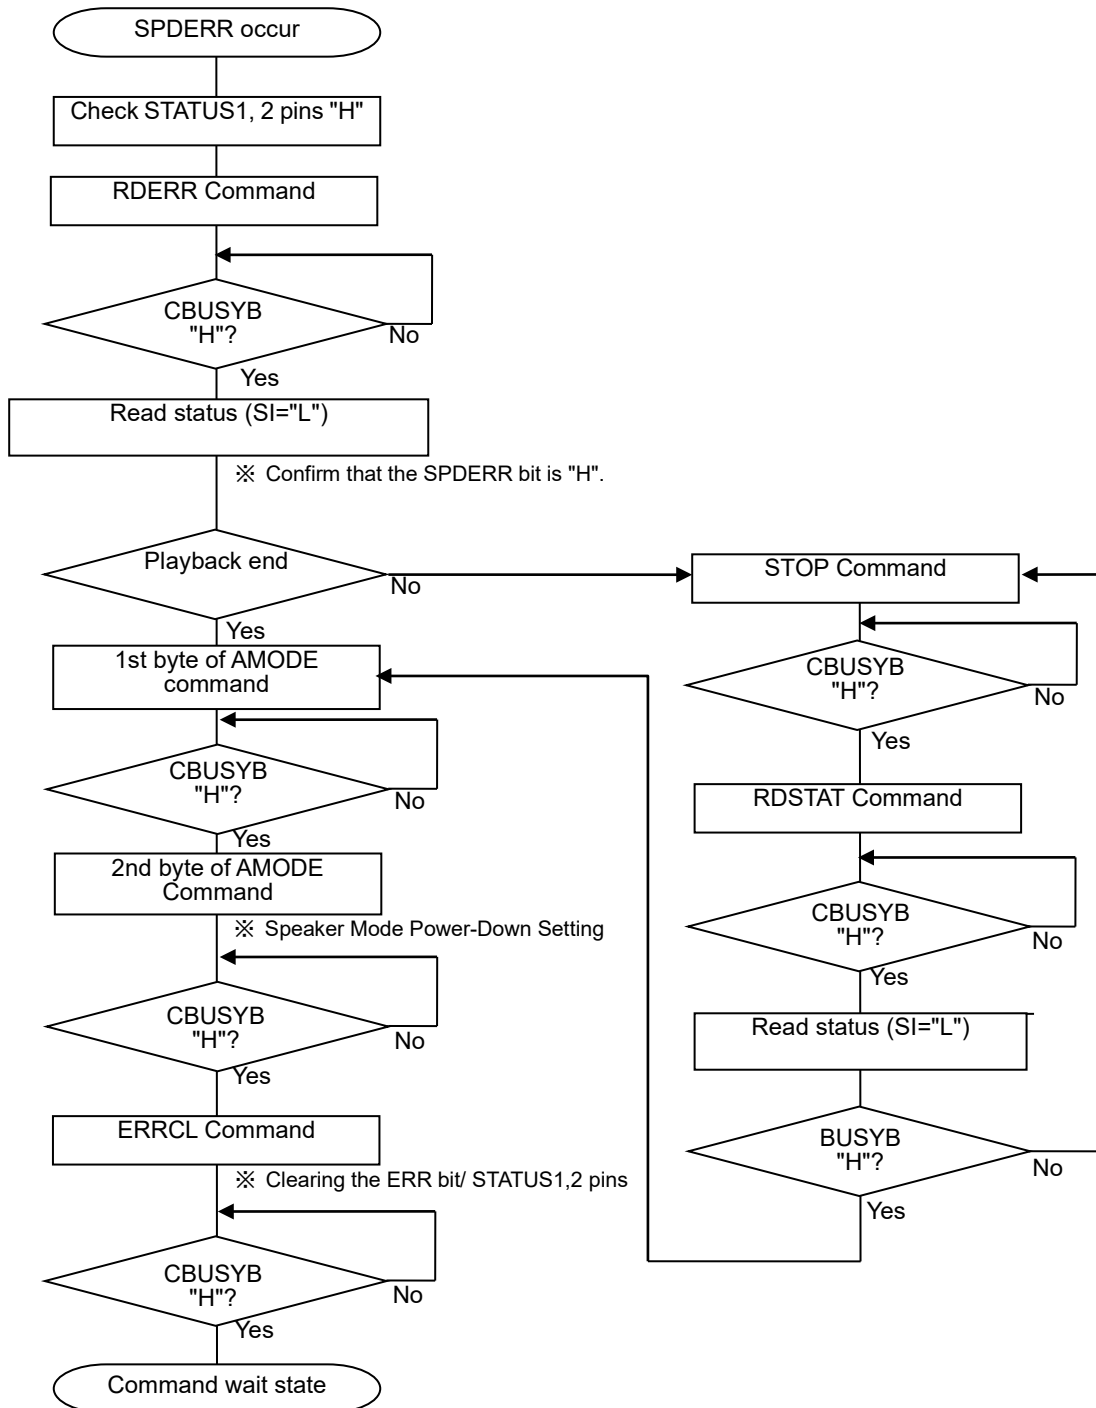 SPDERR occur
Check STATUS1, 2 pins "H"
RDERR Command
CBUSYB
"H"?
No
Yes
Read status (SI="L")
※ Confirm that the SPDERR bit is "H".
Playback end
No
Yes
1st byte of AMODE
command
CBUSYB
"H"?
No
Yes
2nd byte of AMODE
Command
※ Speaker Mode Power-Down Setting
CBUSYB
"H"?
No
Yes
ERRCL Command
※ Clearing the ERR bit/ STATUS1,2 pins
CBUSYB
"H"?
No
Yes
Command wait state
STOP Command
CBUSYB
"H"?
No
Yes
RDSTAT Command
CBUSYB
"H"?
No
Yes
Read status (SI="L")
BUSYB
"H"?
No
Yes